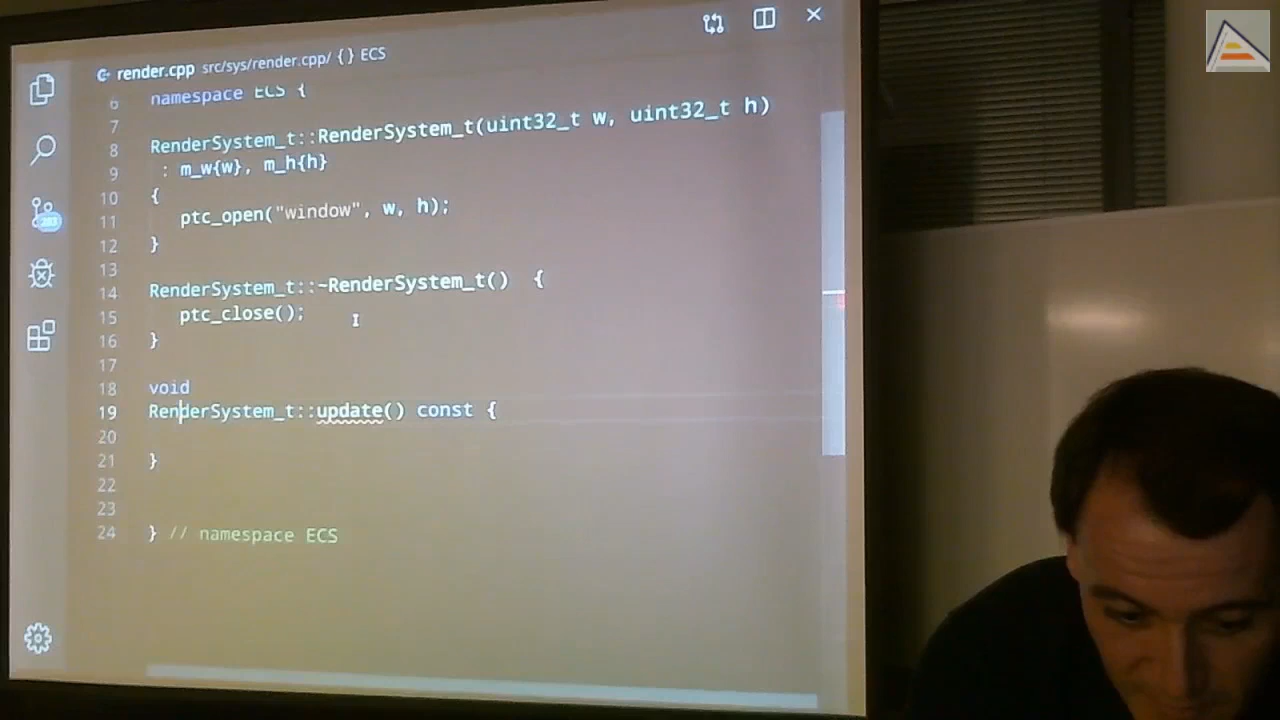 render.cpp src/sys/render.cpp/ {} ECS
6 namespace ECS {
7
8 RenderSystem_t::RenderSystem_t(uint32_t w, uint32_t h)
9 : m_w{w}, m_h{h}
10 {
11 ptc_open("window", w, h);
12 }
13
14 RenderSystem_t::~RenderSystem_t() {
15 ptc_close();
16 }
17
18 void
19 RenderSystem_t::update() const {
20
21 }
22
23
24 } // namespace ECS